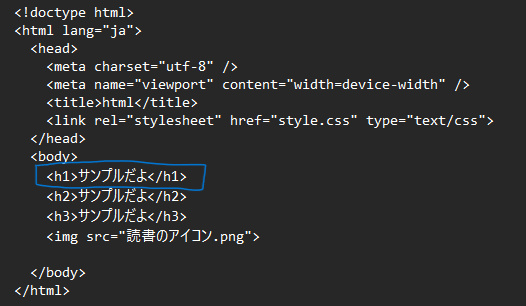 <!doctype html>
<html lang="ja">
<head>
<meta charset="utf-8" />
<meta name="viewport" content="width=device-width" />
<title>html</title>
<link rel="stylesheet" href="style.css" type="text/css">
</head>
<body>
<h1>サンプルだよ</h1>
<h2>サンプルだよ</h2>
<h3>サンプルだよ</h3>
<img src="読書のアイコン.png">
</body>
</html>